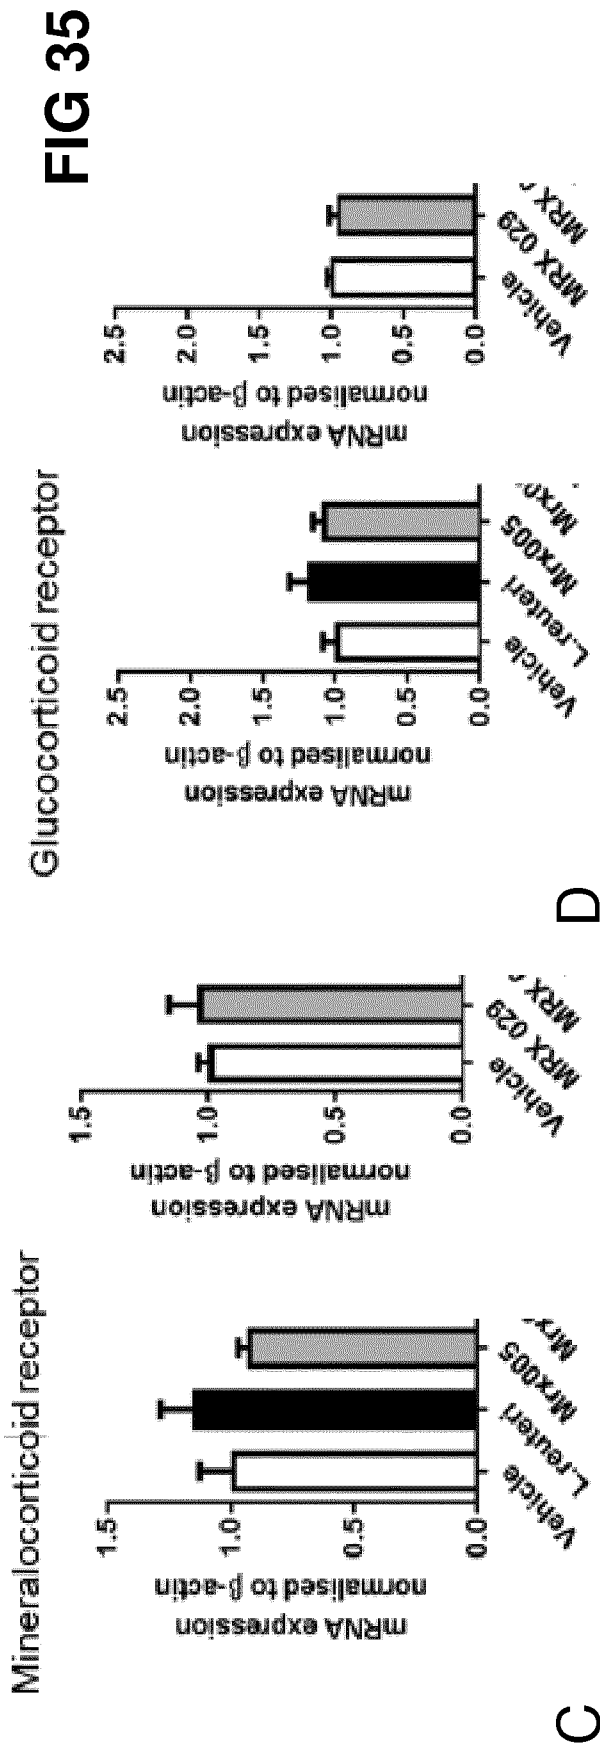 FIG 35
C
Mineralocorticoid receptor
mRNA expression
normalised to β-actin
1.5
1.0
0.5
0.0
Vehicle
L.reuteri
Mrx005
mRNA expression
normalised to β-actin
1.5
1.0
0.5
0.0
Vehicle
MRX 029
MRX
D
Glucocorticoid receptor
mRNA expression
normalised to β-actin
2.5
2.0
1.5
1.0
0.5
0.0
Vehicle
L.reuteri
Mrx005
mRNA expression
normalised to β-actin
2.5
2.0
1.5
1.0
0.5
0.0
Vehicle
MRX 029
MRX